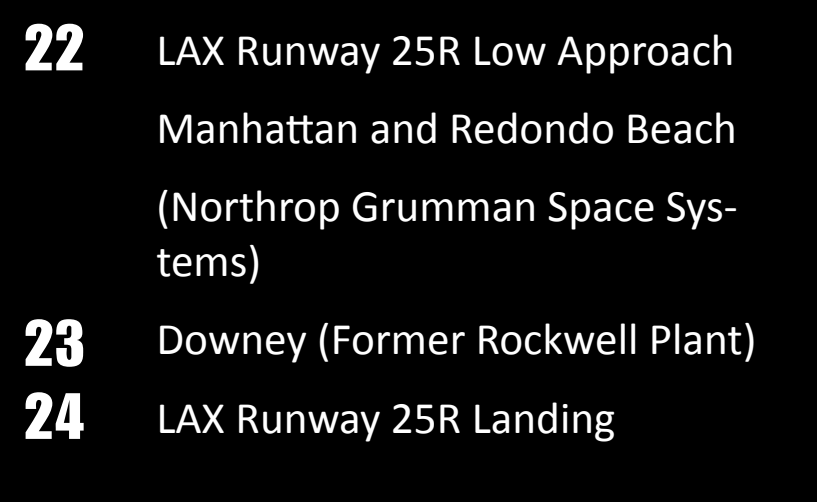 22 LAX Runway 25R Low Approach
Manhattan and Redondo Beach
(Northrop Grumman Space Sys-
tems)
23 Downey (Former Rockwell Plant)
24 LAX Runway 25R Landing